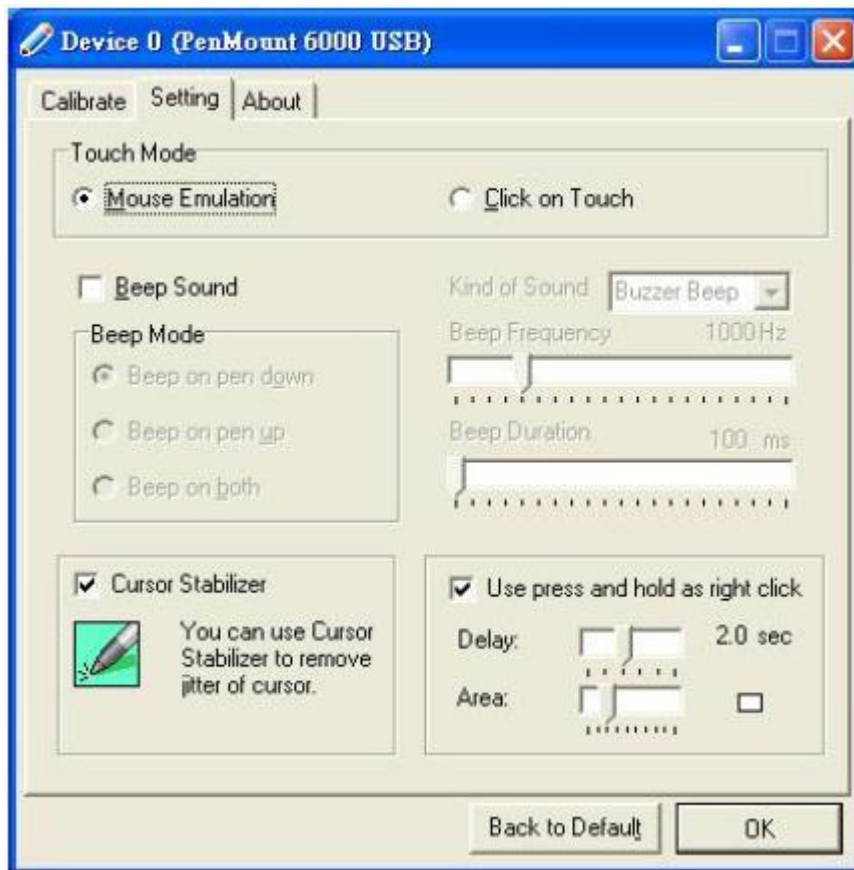 Device 0 (PenMount 6000 USB)
Calibrate Setting About
Touch Mode
Mouse Emulation Click on Touch
Beep Sound
Kind of Sound Buzzer Beep
Beep Mode
Beep on pen down
Beep on pen up
Beep on both
Beep Frequency 1000Hz
Beep Duration 100 ms
Cursor Stabilizer
You can use Cursor
Stabilizer to remove
jitter of cursor.
Use press and hold as right click
Delay: 2.0 sec
Area:
Back to Default OK